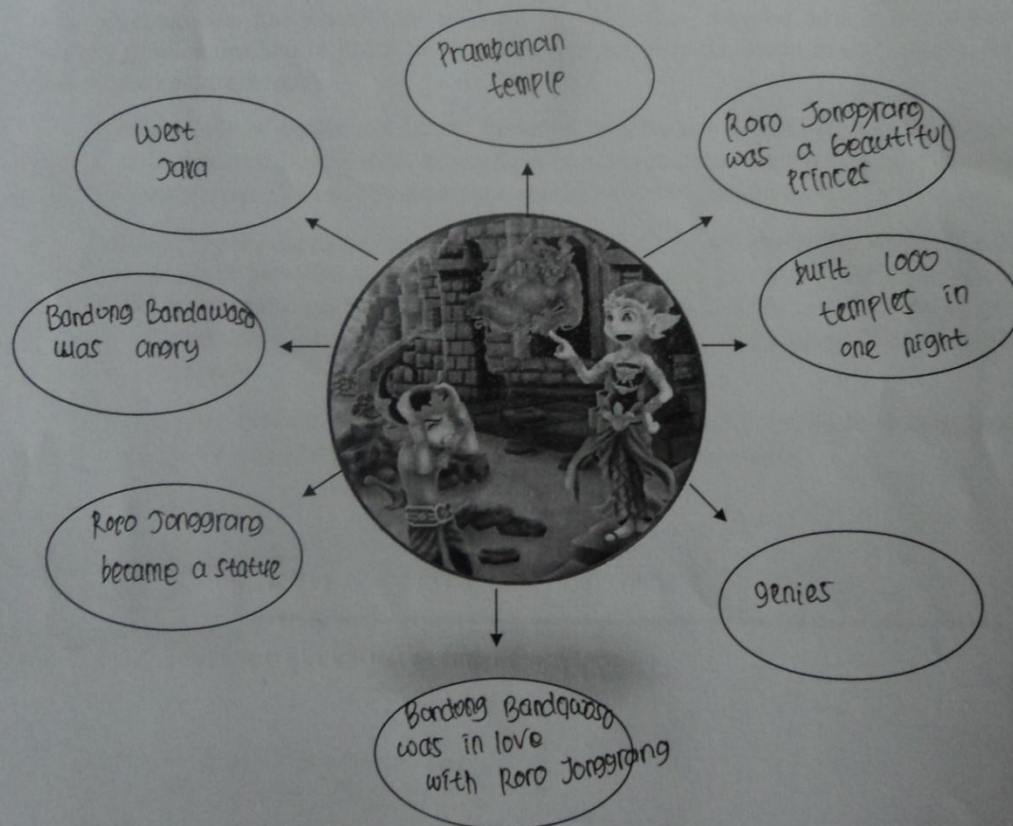 Prambanan
temple
West
Java
Roro Jonggrang
was a beautiful
princes
Bandung Bandawaso
was angry
built 1000
temples in
one night
Roro Jonggrang
became a statue
genies
Bandung Bandawaso
was in love
with Roro Jonggrang